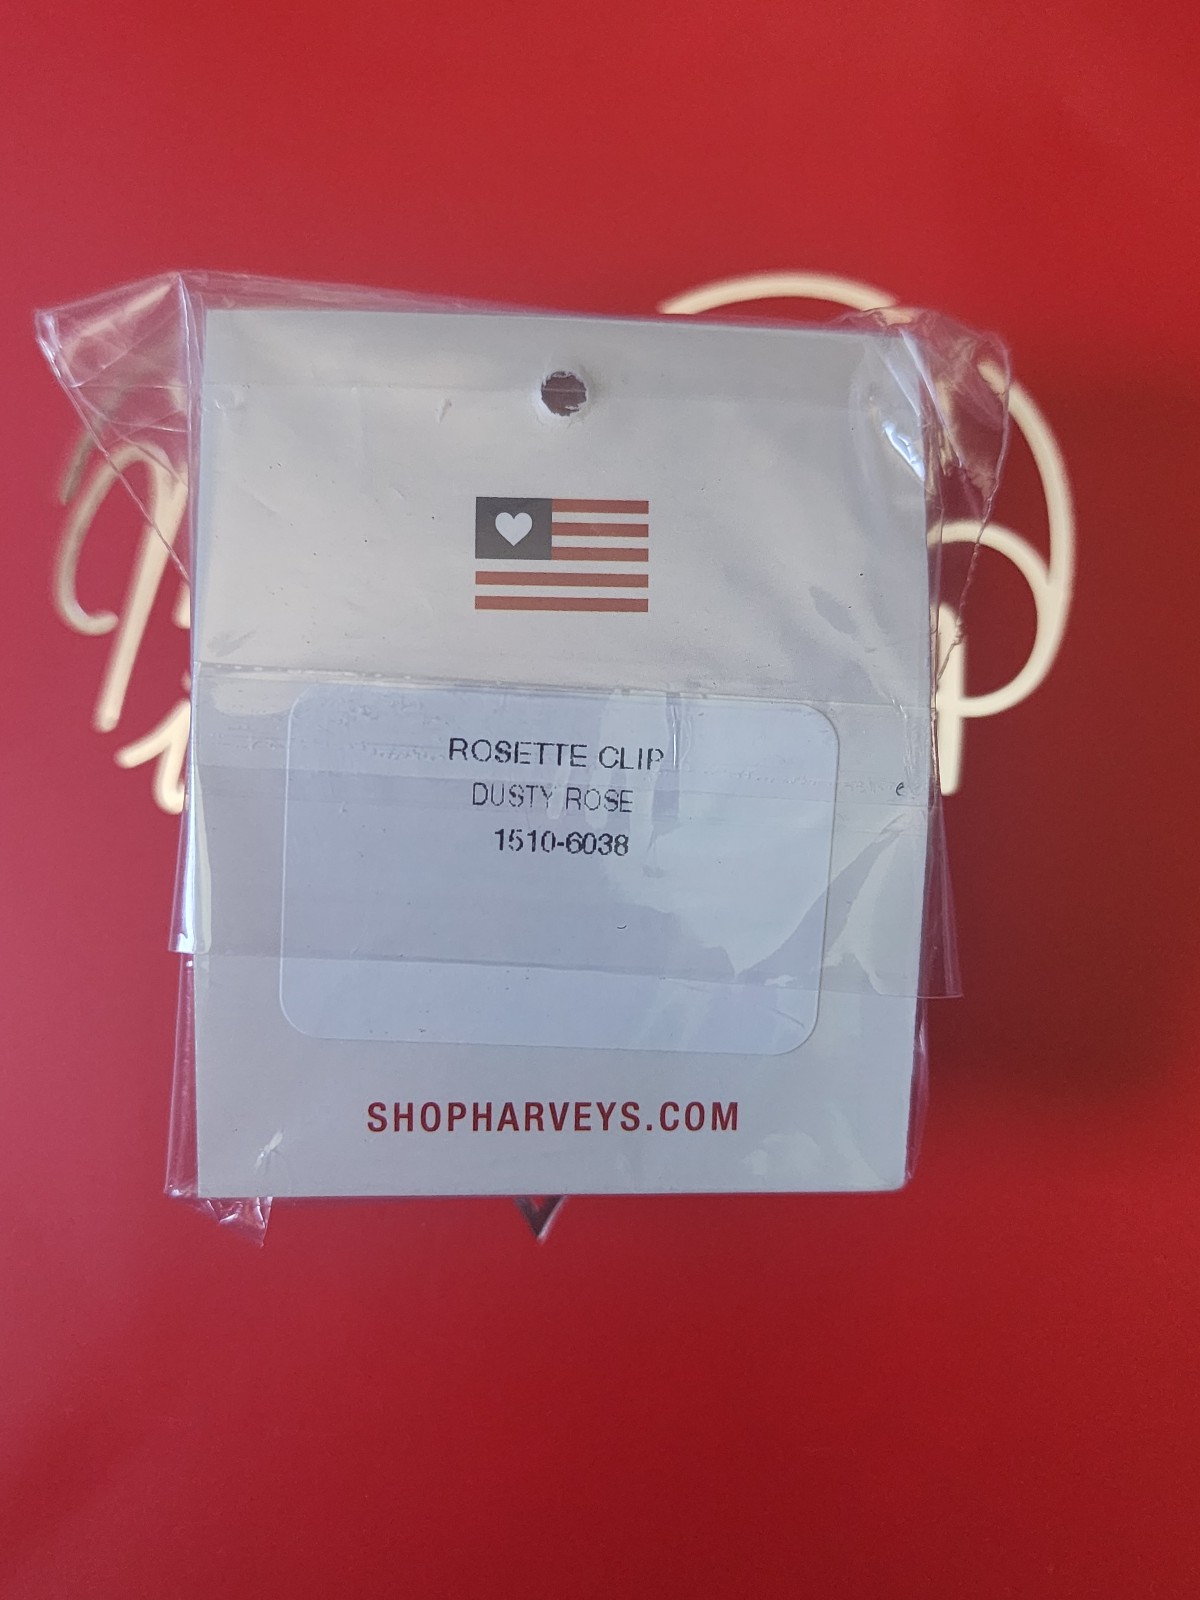 ROSETTE CLIP
DUSTY ROSE
1510-6038
SHOPHARVEYS.COM